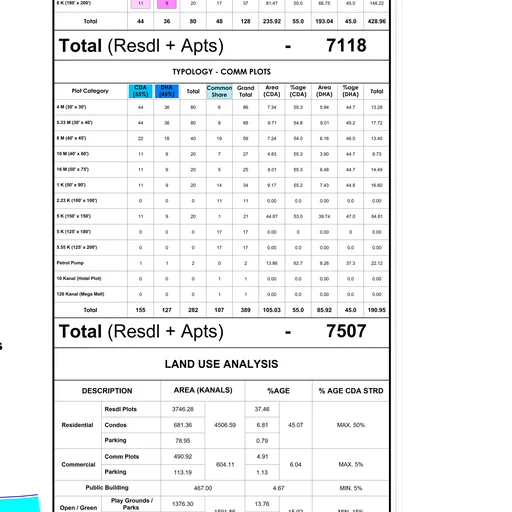 8 K (180' x 200') 11 9 20 17 37 81.47 55.0 66.75 45.0 148.22
Total 44 36 80 48 128 235.92 55.0 193.04 45.0 428.96
Total (Resdl + Apts) - 7118
TYPOLOGY - COMM PLOTS
Plot Category CDA (55%) DHA (45%) Total Common Share Grand Total Area (CDA) %age (CDA) Area (DHA) %age (DHA) Total
4 M (30' x 30') 44 36 80 6 86 7.34 55.3 5.94 44.7 13.28
5.33 M (30' x 40') 44 36 80 8 88 9.71 54.8 8.01 45.2 17.72
8 M (40' x 45') 22 18 40 19 59 7.24 54.0 6.16 46.0 13.40
10 M (40' x 60') 11 9 20 7 27 4.83 55.3 3.90 44.7 8.73
16 M (50' x 75') 11 9 20 5 25 8.01 55.3 6.48 44.7 14.49
1 K (50' x 90') 11 9 20 14 34 9.17 55.2 7.43 44.8 16.60
2.23 K (100' x 100') 0 0 0 11 11 0.00 0.0 0.00 0.0 0.00
5 K (150' x 150') 11 9 20 1 21 44.87 53.0 39.74 47.0 84.61
5 K (125' x 180') 0 0 0 17 17 0.00 0 0.00 0 0.00
5.55 K (125' x 200') 0 0 0 17 17 0.00 0.0 0.00 0.0 0.00
Petrol Pump 1 1 2 0 2 13.86 62.7 8.26 37.3 22.12
10 Kanal (Hotel Plot) 0 0 0 1 1 0.00 0.0 0.00 0.0 0.00
126 Kanal (Mega Mall) 0 0 0 1 1 0.00 0.0 0.00 0.0 0.00
Total 155 127 282 107 389 105.03 55.0 85.92 45.0 190.95
Total (Resdl + Apts) - 7507
s
LAND USE ANALYSIS
DESCRIPTION AREA (KANALS) %AGE % AGE CDA STRD
Residential Resdl Plots 3746.28 4506.59 37.46 45.07 MAX. 50%
Condos 681.36 6.81
Parking 78.95 0.79
Commercial Comm Plots 490.92 604.11 4.91 6.04 MAX. 5%
Parking 113.19 1.13
Public Building 467.00 4.67 MIN. 5%
Open / Green Play Grounds / Parks 1376.30 13.76